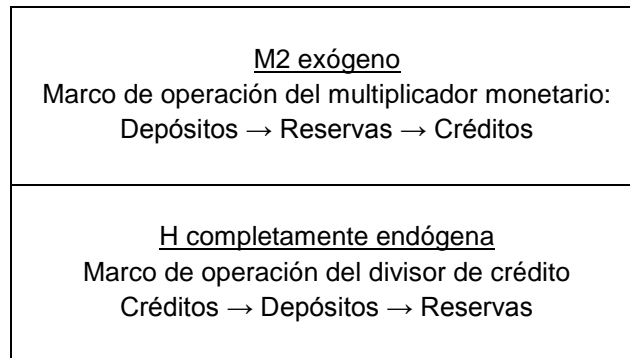 M2 exógeno
Marco de operación del multiplicador monetario:
Depósitos → Reservas → Créditos
H completamente endógena
Marco de operación del divisor de crédito
Créditos → Depósitos → Reservas